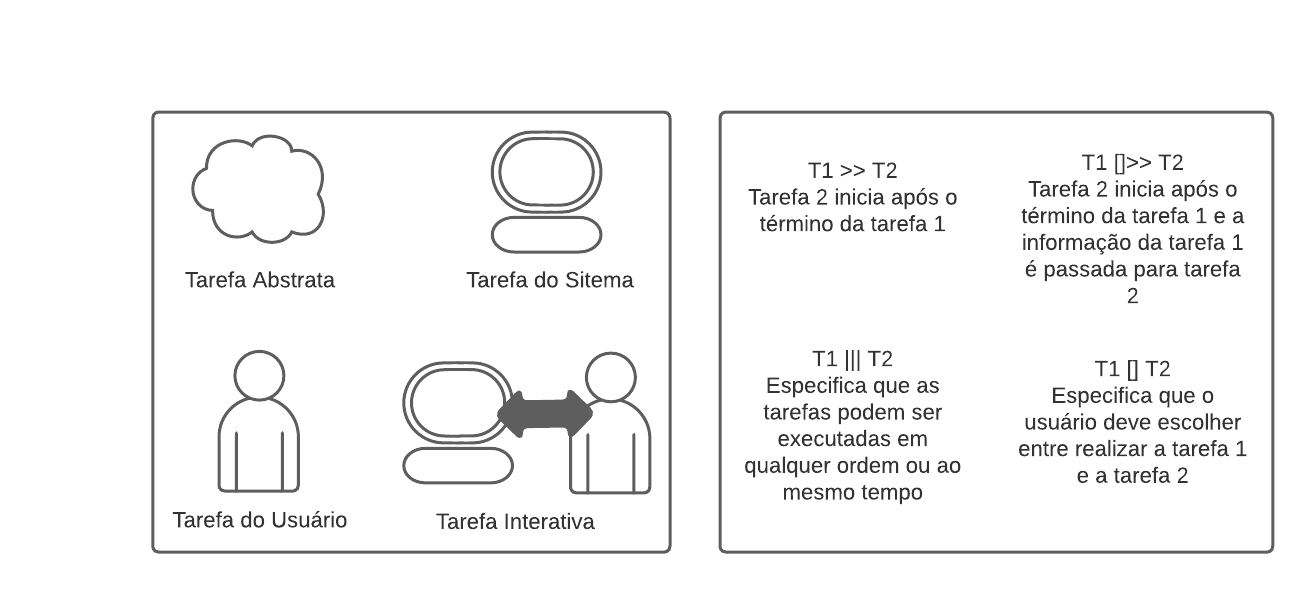 Tarefa Abstrata
Tarefa do Sitema
Tarefa do Usuário
Tarefa Interativa
T1 >> T2
Tarefa 2 inicia após o
término da tarefa 1
T1 []>> T2
Tarefa 2 inicia após o
término da tarefa 1 e a
informação da tarefa 1
é passada para tarefa
2
T1 ||| T2
Especifica que as
tarefas podem ser
executadas em
qualquer ordem ou ao
mesmo tempo
T1 [] T2
Especifica que o
usuário deve escolher
entre realizar a tarefa 1
e a tarefa 2